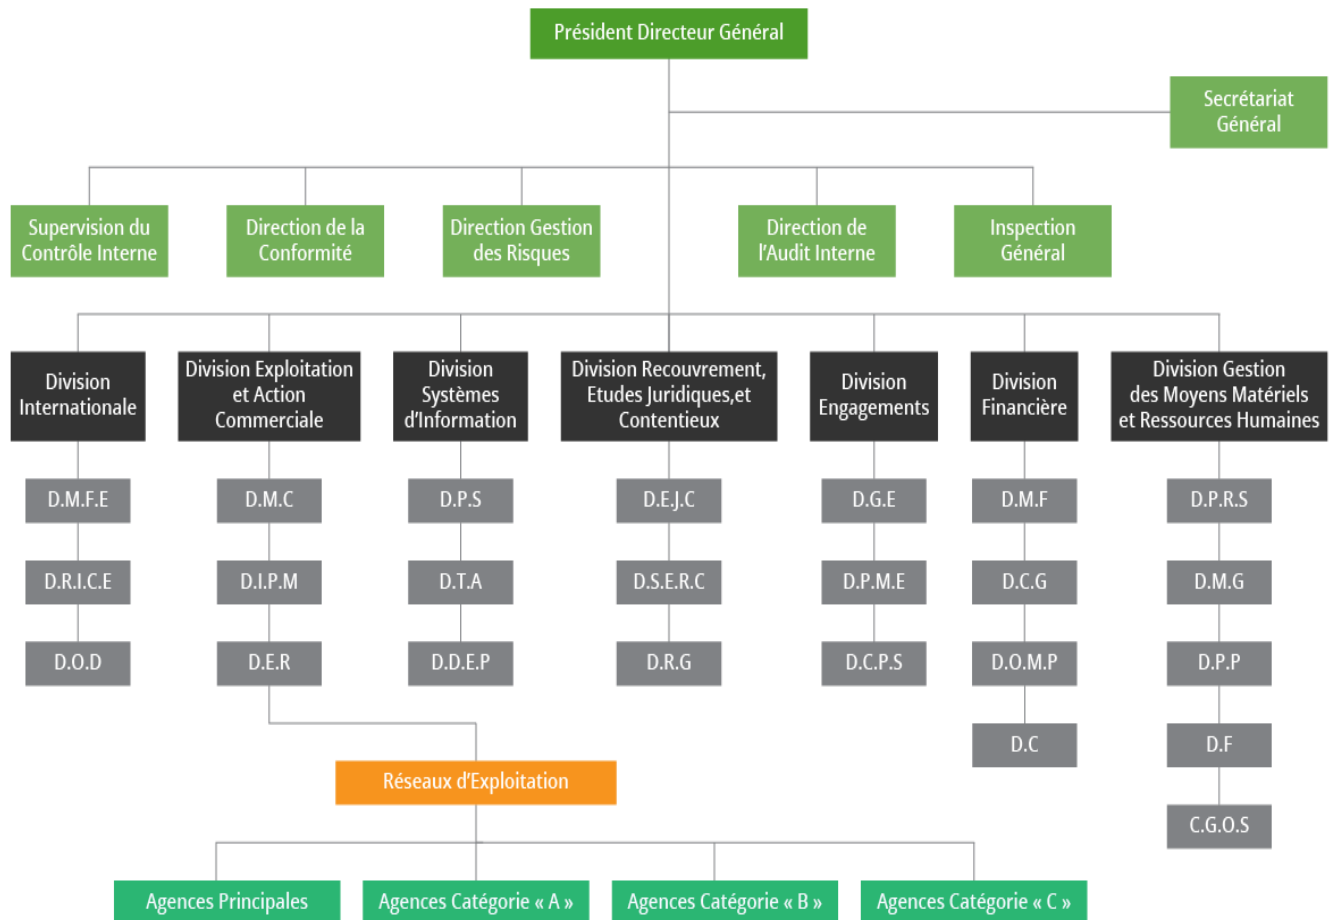 Président Directeur Général
Secrétariat
Général
Supervision du
Contrôle Interne
Direction de la
Conformité
Direction Gestion
des Risques
Direction de
l'Audit Interne
Inspection
Général
Division
Internationale
Division Exploitation
et Action
Commerciale
Division
Systèmes
d'Information
Division Recouvrement,
Etudes Juridiques,et
Contentieux
Division
Engagements
Division
Financière
Division Gestion
des Moyens Matériels
et Ressources Humaines
D.M.F.E
D.R.I.C.E
D.O.D
D.M.C
D.I.P.M
D.E.R
D.P.S
D.T.A
D.D.E.P
D.E.J.C
D.S.E.R.C
D.R.G
D.G.E
D.P.M.E
D.C.P.S
D.M.F
D.C.G
D.O.M.P
D.C
D.P.R.S
D.M.G
D.P.P
D.F
C.G.O.S
Réseaux d'Exploitation
Agences Principales
Agences Catégorie « A »
Agences Catégorie « B »
Agences Catégorie « C »